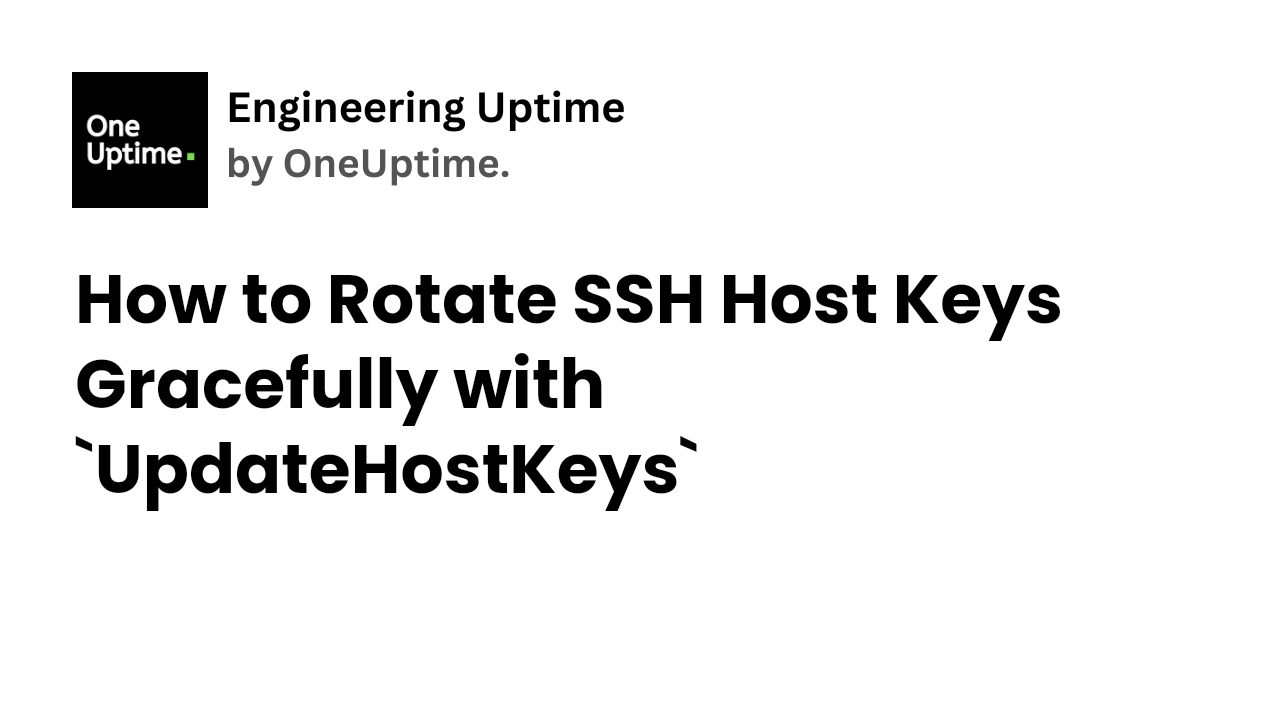 One
Uptime.
Engineering Uptime
by OneUptime.
How to Rotate SSH Host Keys
Gracefully with
`UpdateHostKeys`